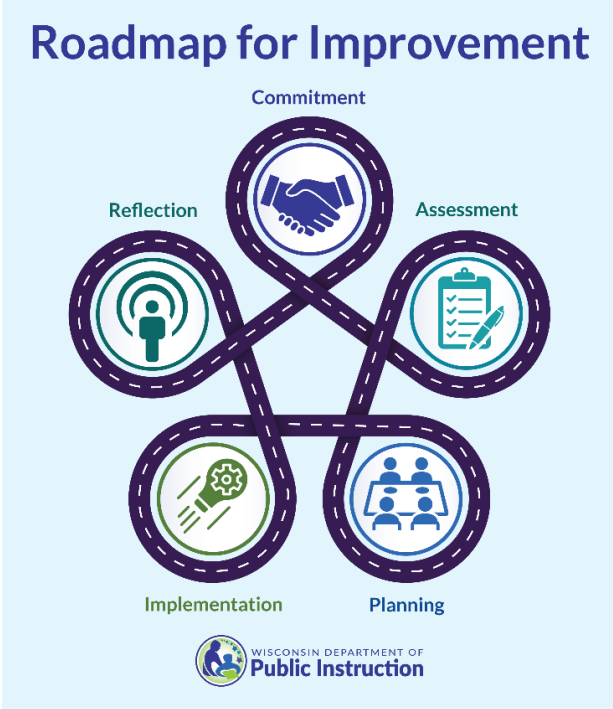 Roadmap for Improvement
Commitment
Reflection
Assessment
Implementation
Planning
WISCONSIN DEPARTMENT OF
Public Instruction